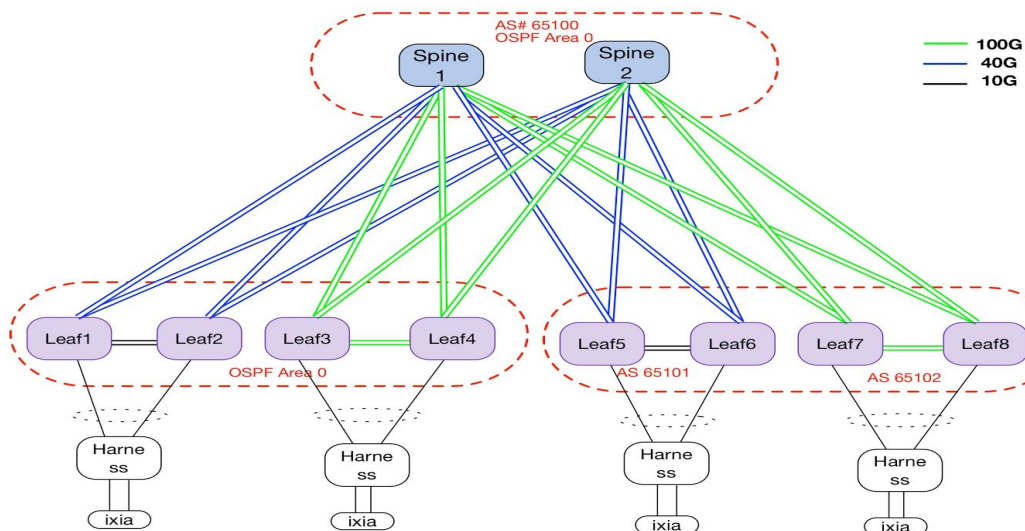 AS# 65100
OSPF Area 0
Spine
1
Spine
2
100G
40G
10G
Leaf1
Leaf2
Leaf3
Leaf4
Leaf5
Leaf6
Leaf7
Leaf8
OSPF Area 0
AS 65101
AS 65102
Harne
ss
Harne
ss
Harne
ss
Harne
ss
ixia
ixia
ixia
ixia